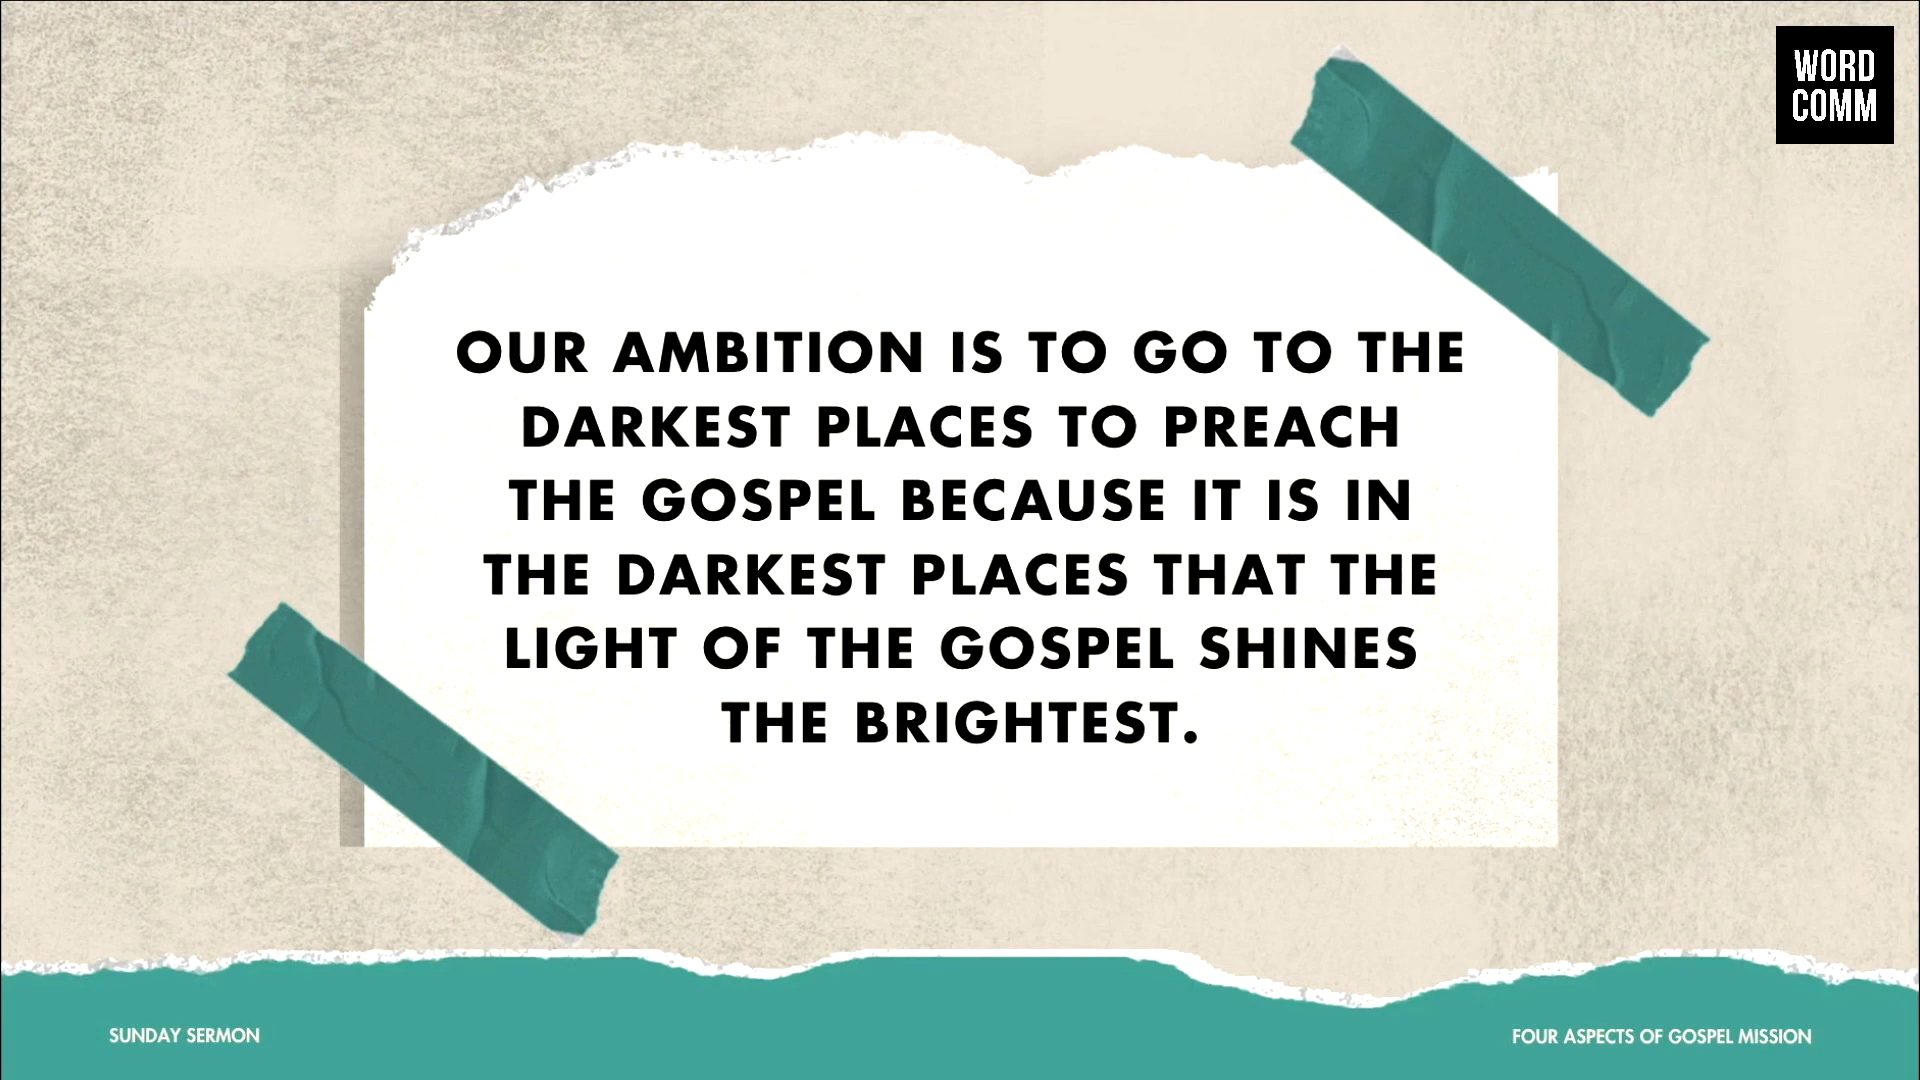 WORD
COMM
OUR AMBITION IS TO GO TO THE
DARKEST PLACES TO PREACH
THE GOSPEL BECAUSE IT IS IN
THE DARKEST PLACES THAT THE
LIGHT OF THE GOSPEL SHINES
THE BRIGHTEST.
SUNDAY SERMON
FOUR ASPECTS OF GOSPEL MISSION